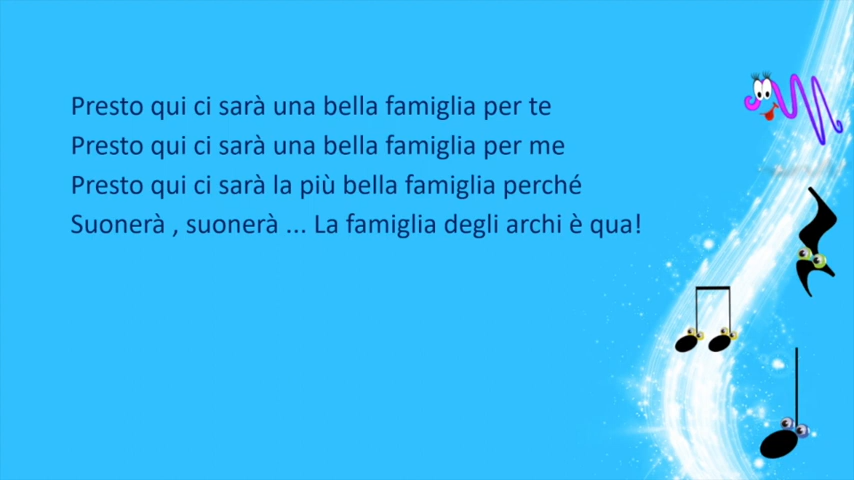 Presto qui ci sarà una bella famiglia per te
Presto qui ci sarà una bella famiglia per me
Presto qui ci sarà la più bella famiglia perché
Suonerà , suonerà ... La famiglia degli archi è qua!